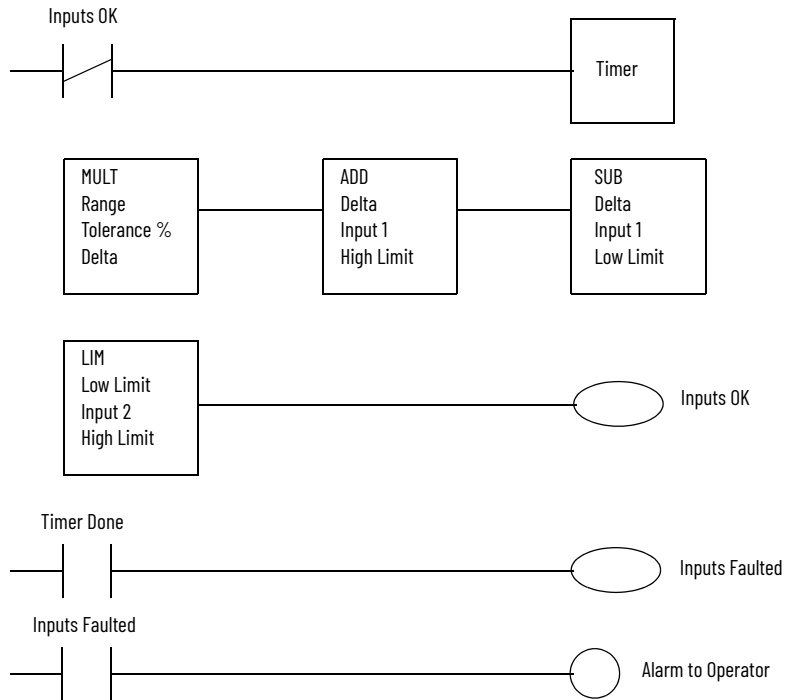 Inputs OK
Timer
MULT
Range
Tolerance %
Delta
ADD
Delta
Input 1
High Limit
SUB
Delta
Input 1
Low Limit
LIM
Low Limit
Input 2
High Limit
Inputs OK
Timer Done
Inputs Faulted
Inputs Faulted
Alarm to Operator